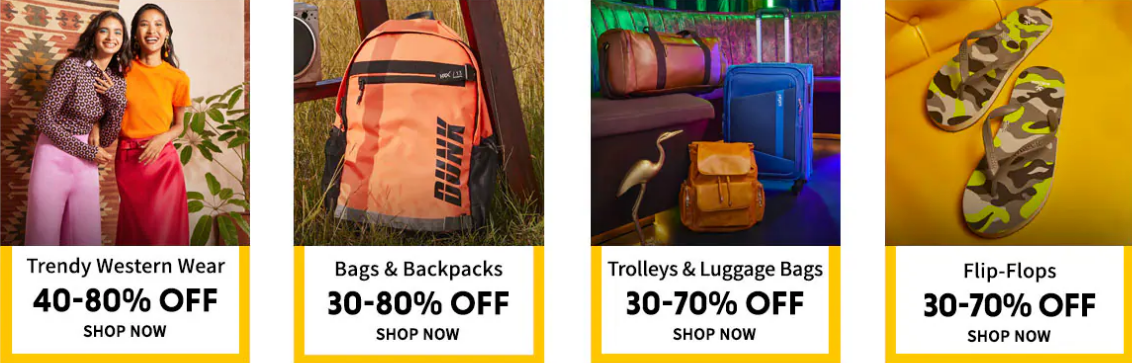 Trendy Western Wear
40-80% OFF
SHOP NOW
DUNK
Bags & Backpacks
30-80% OFF
SHOP NOW
Trolleys & Luggage Bags
30-70% OFF
SHOP NOW
Flip-Flops
30-70% OFF
SHOP NOW